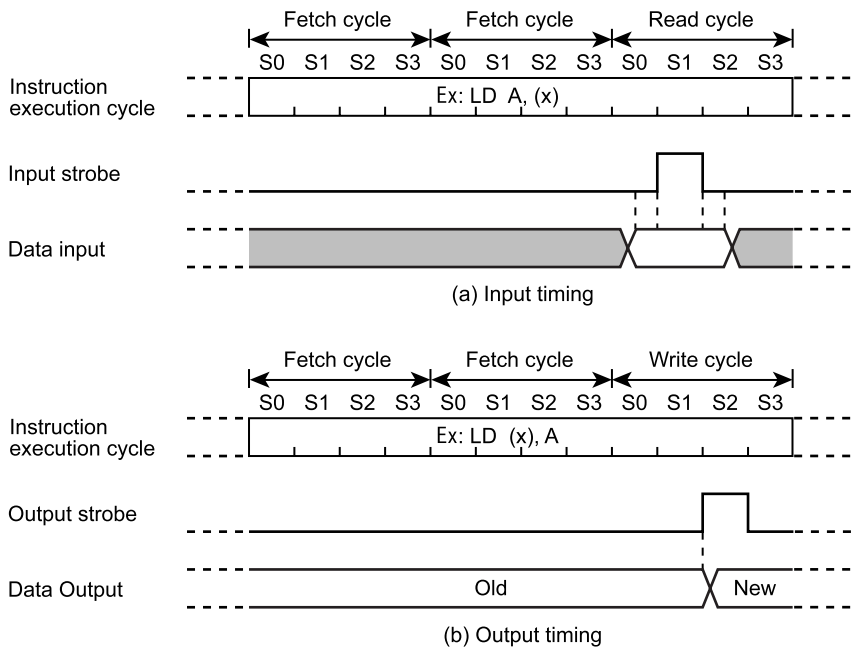 Fetch cycle Fetch cycle Read cycle
S0 S1 S2 S3 S0 S1 S2 S3 S0 S1 S2 S3
Instruction
execution cycle
Ex: LD A, (x)
Input strobe
Data input
(a) Input timing
Fetch cycle Fetch cycle Write cycle
S0 S1 S2 S3 S0 S1 S2 S3 S0 S1 S2 S3
Instruction
execution cycle
Ex: LD (x), A
Output strobe
Data Output Old New
(b) Output timing